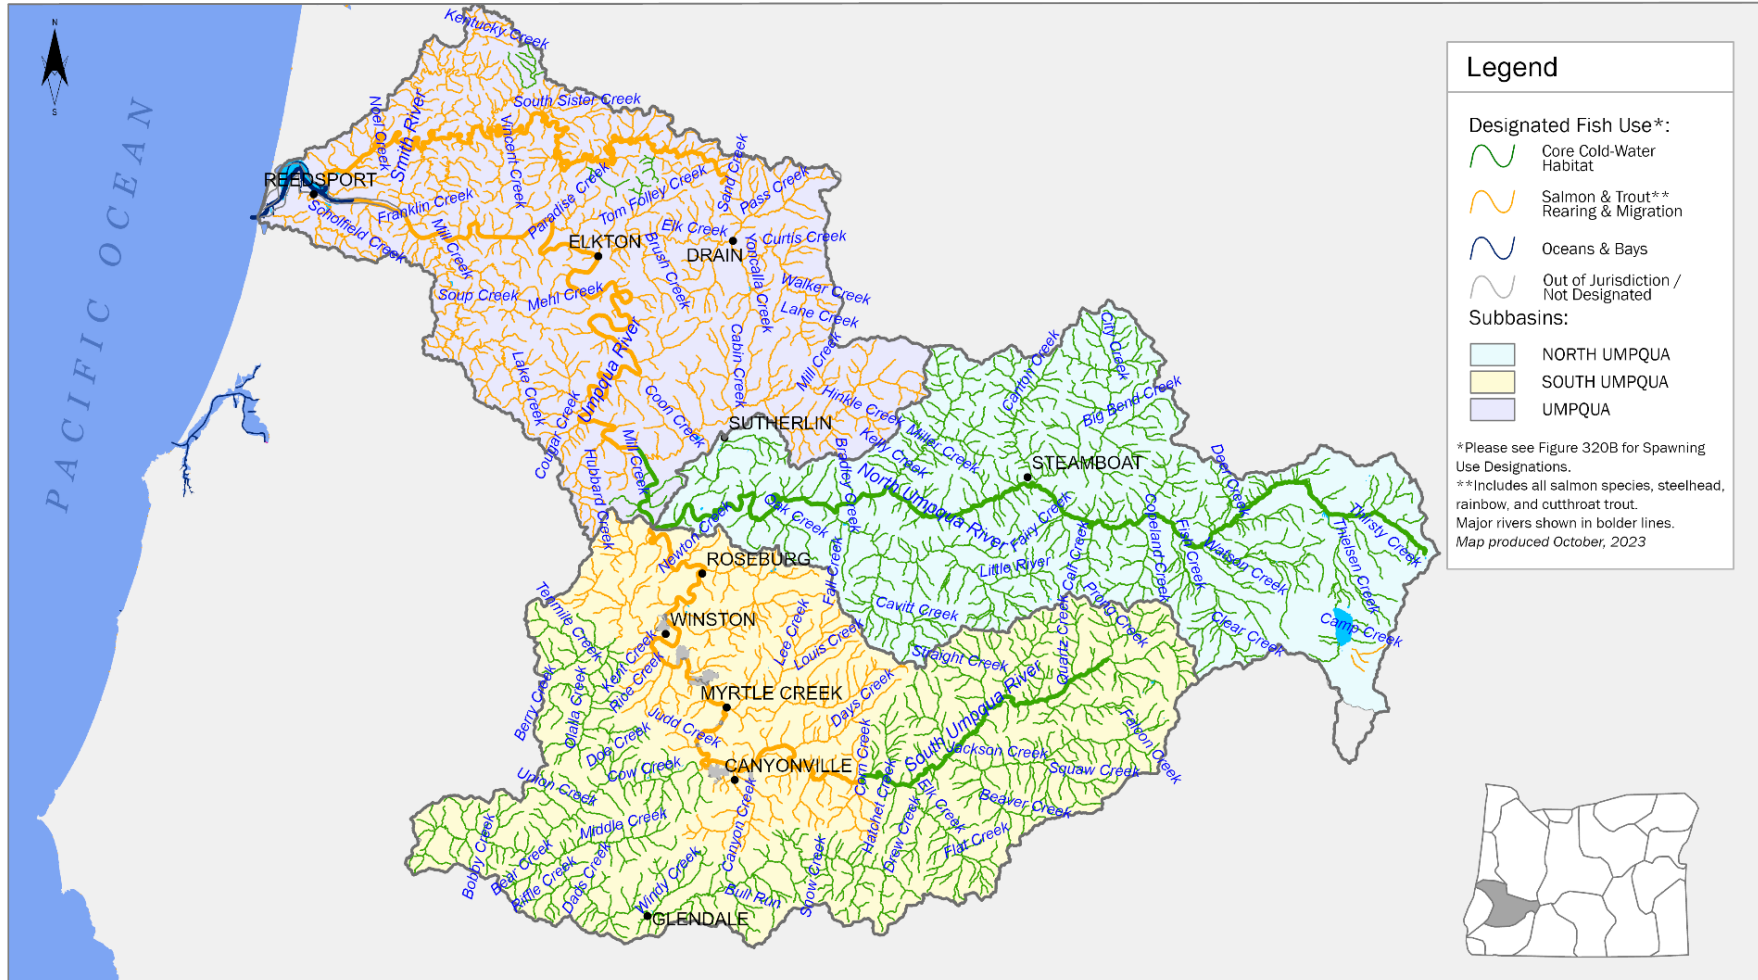 N
S
PACIFIC OCEAN
Kentucky Creek
South Sister Creek
Noel Creek
Smith River
Vincent Creek
REEDSPORT
Scholfield Creek
Franklin Creek
Mill Creek
Paradise Creek
Tom Folley Creek
Sand Creek
Pass Creek
Elk Creek
ELKTON
DRAIN
Curtis Creek
Brush Creek
Yoncalla Creek
Walker Creek
Lane Creek
Soup Creek
Mehl Creek
Umpqua River
Lake Creek
Cabin Creek
Mill Creek
Hinkle Creek
Coon Creek
Cougar Creek
Hubbard Creek
Mill Creek
SUTHERLIN
Canton Creek
City Creek
Big Bend Creek
Kelly Creek
Miller Creek
Bradley Creek
STEAMBOAT
North Umpqua River
Oak Creek
Fairy Creek
Deer Creek
Copeland Creek
Fish Creek
Watson Creek
Thirsty Creek
Thielsen Creek
Newton Creek
Fall Creek
Little River
Calf Creek
Cavitt Creek
Prong Creek
Clear Creek
Camp Creek
ROSEBURG
WINSTON
Tenmile Creek
Kent Creek
Rice Creek
Lee Creek
Louis Creek
Straight Creek
Quartz Creek
South Umpqua River
Berry Creek
Olalla Creek
MYRTLE CREEK
Judd Creek
Days Creek
Doe Creek
Cow Creek
CANYONVILLE
Corn Creek
Jackson Creek
Squaw Creek
Falcon Creek
Union Creek
Middle Creek
Canyon Creek
Hatchet Creek
Elk Creek
Beaver Creek
Drew Creek
Flat Creek
Bobby Creek
Bear Creek
Riffle Creek
Dads Creek
Windy Creek
Bull Run
Snow Creek
GLENDALE
Legend
Designated Fish Use*:
Core Cold-Water
Habitat
Salmon & Trout**
Rearing & Migration
Oceans & Bays
Out of Jurisdiction /
Not Designated
Subbasins:
NORTH UMPQUA
SOUTH UMPQUA
UMPQUA
*Please see Figure 320B for Spawning
Use Designations.
**Includes all salmon species, steelhead,
rainbow, and cutthroat trout.
Major rivers shown in bolder lines.
Map produced October, 2023